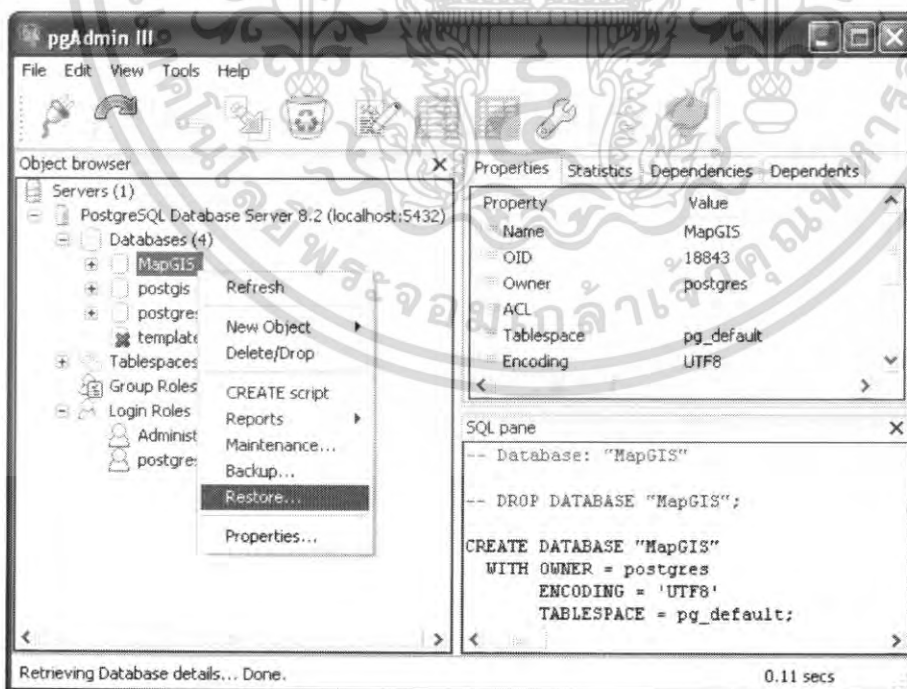 pgAdmin III
File Edit View Tools Help
Object browser
Servers (1)
PostgreSQL Database Server 8.2 (localhost:5432)
Databases (4)
MapGIS
postgis
postgre
template
Tablespaces
Group Roles
Login Roles
Administ
postgre
Refresh
New Object
Delete/Drop
CREATE script
Reports
Maintenance...
Backup...
Restore...
Properties...
Properties Statistics Dependencies Dependents
Property Value
Name MapGIS
OID 18843
Owner postgres
ACL
Tablespace pg_default
Encoding UTF8
SQL pane
-- Database: "MapGIS"
-- DROP DATABASE "MapGIS";
CREATE DATABASE "MapGIS"
WITH OWNER = postgres
ENCODING = 'UTF8'
TABLESPACE = pg_default;
Retrieving Database details... Done.
0.11 secs